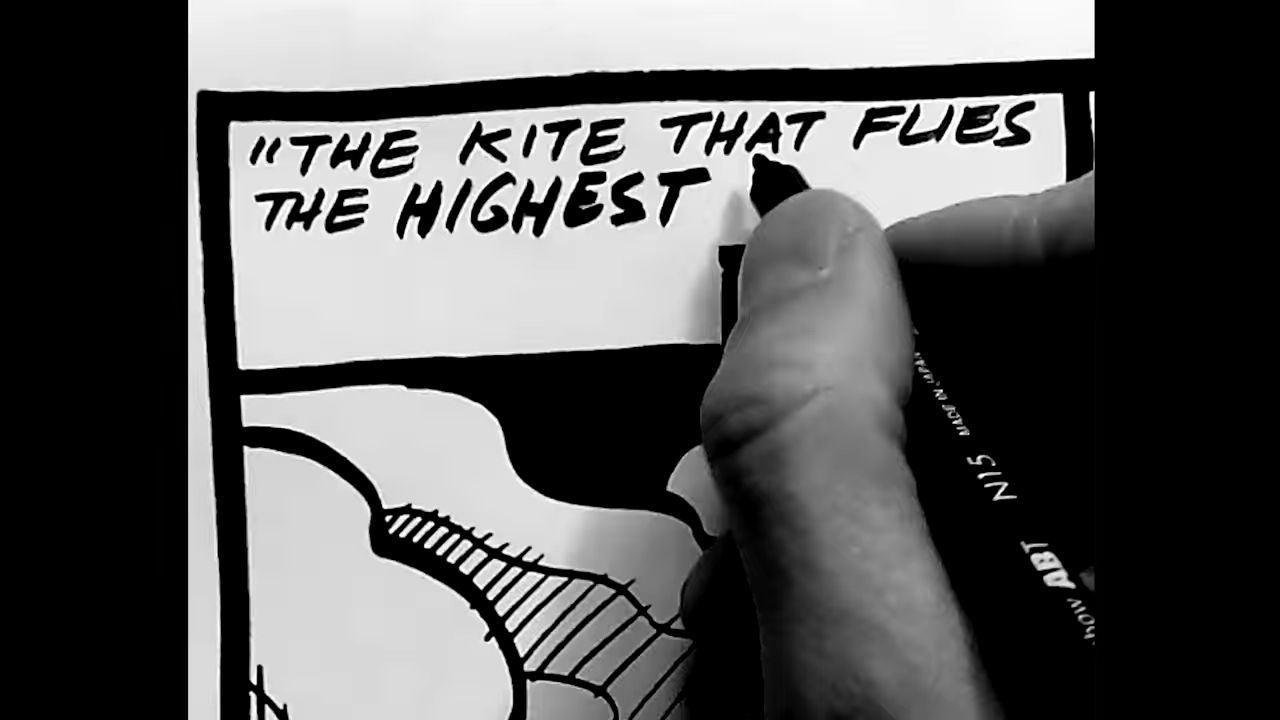 "THE KITE THAT FLIES
THE HIGHEST
MADE IN JAPAN
N15
ABT